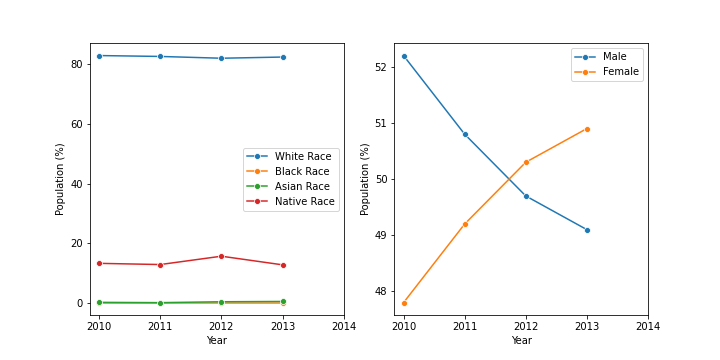 80
60
40
20
0
Population (%)
White Race
Black Race
Asian Race
Native Race
2010 2011 2012 2013 2014
Year
52
51
50
49
48
Population (%)
Male
Female
2010 2011 2012 2013 2014
Year